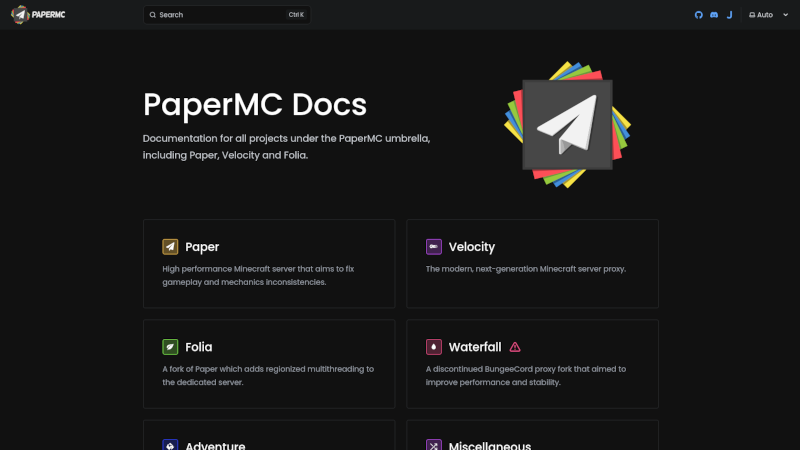 PAPERMC
Search
Ctrl K
Auto
PaperMC Docs
Documentation for all projects under the PaperMC umbrella,
including Paper, Velocity and Folia.
Paper
High performance Minecraft server that aims to fix
gameplay and mechanics inconsistencies.
Velocity
The modern, next-generation Minecraft server proxy.
Folia
A fork of Paper which adds regionized multithreading to
the dedicated server.
Waterfall
A discontinued BungeeCord proxy fork that aimed to
improve performance and stability.
Adventure
Miscellaneous